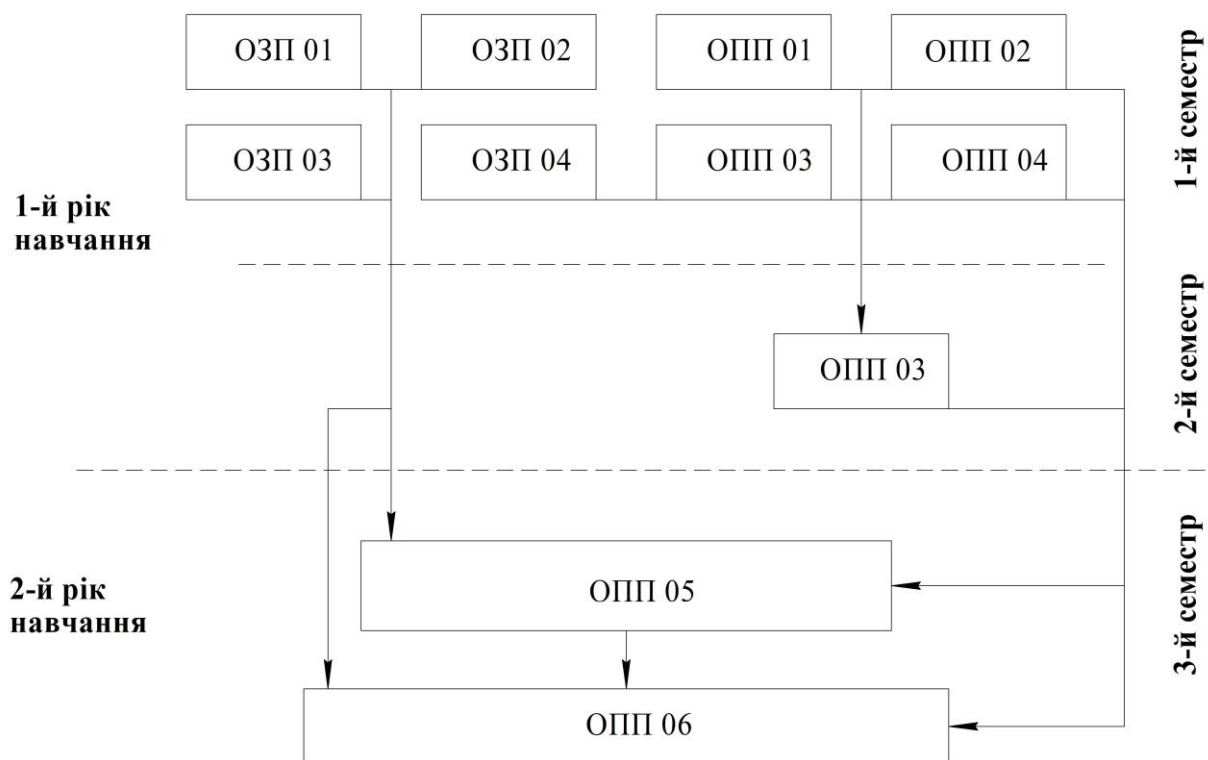 ОЗП 01
ОЗП 02
ОПП 01
ОПП 02
1-й семестр
ОЗП 03
ОЗП 04
ОПП 03
ОПП 04
1-й рік
навчання
2-й семестр
ОПП 03
2-й рік
навчання
3-й семестр
ОПП 05
ОПП 06